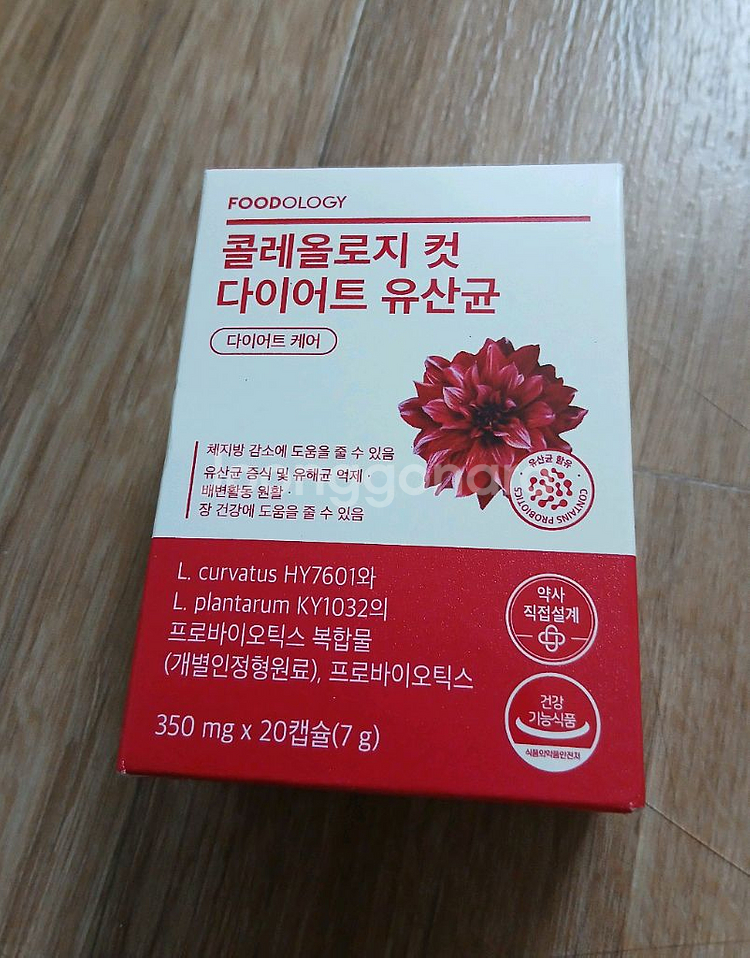 FOODOLOGY
콜레올로지 컷
다이어트 유산균
다이어트 케어
체지방 감소에 도움을 줄 수 있음
유산균 증식 및 유해균 억제 ·
배변활동 원활 ·
장 건강에 도움을 줄 수 있음
유산균 함유
CONTAINS PROBIOTICS
L. curvatus HY7601와
L. plantarum KY1032의
프로바이오틱스 복합물
(개별인정형원료), 프로바이오틱스
350 mg x 20캡슐(7 g)
약사
직접설계
건강
기능식품
식품의약품안전처